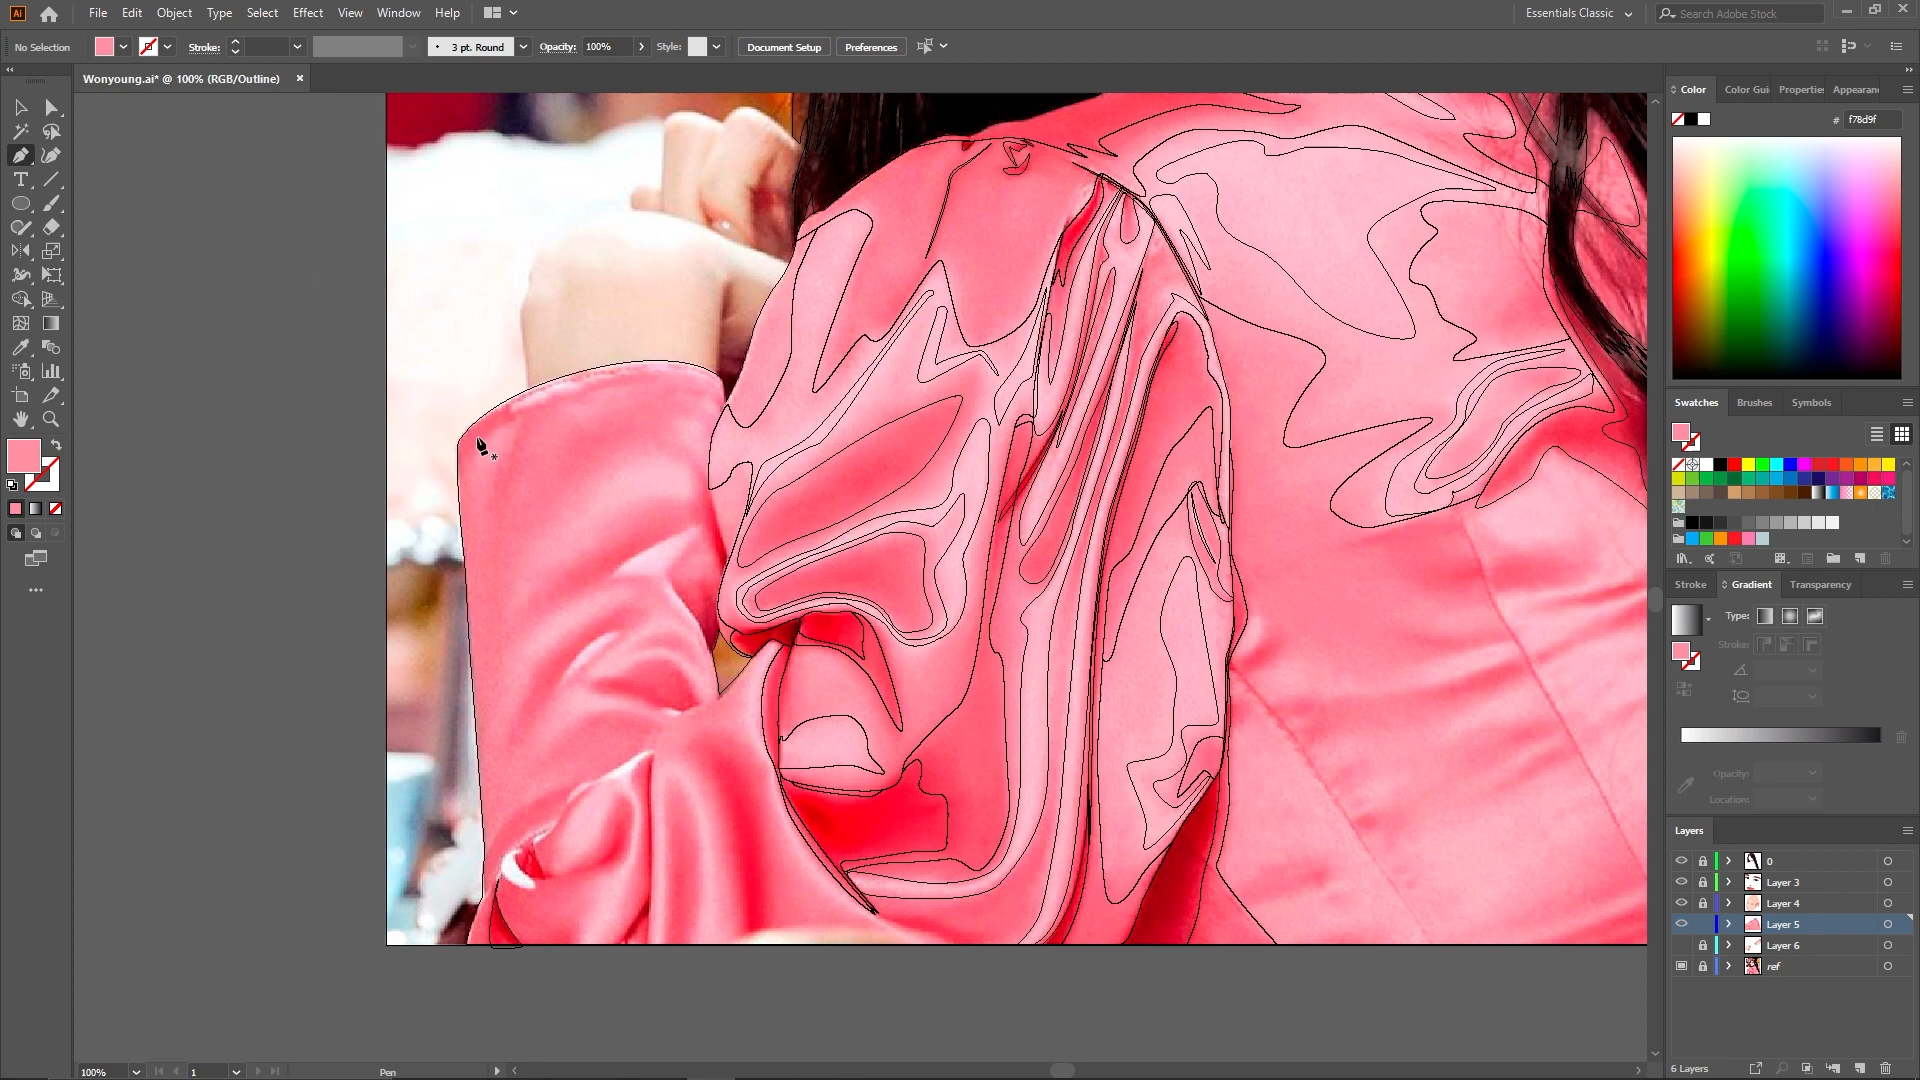 Ai File Edit Object Type Select Effect View Window Help Essentials Classic Search Adobe Stock
No Selection Stroke: 3 pt. Round Opacity: 100% Style: Document Setup Preferences
Wonyoung.ai* @ 100% (RGB/Outline) ×
Color Color Gui Properties Appearan
# f78d9f
Swatches Brushes Symbols
Stroke Gradient Transparency
Type:
Stroke:
Opacity:
Location:
Layers
0
Layer 3
Layer 4
Layer 5
Layer 6
ref
6 Layers
100% 1 Pen